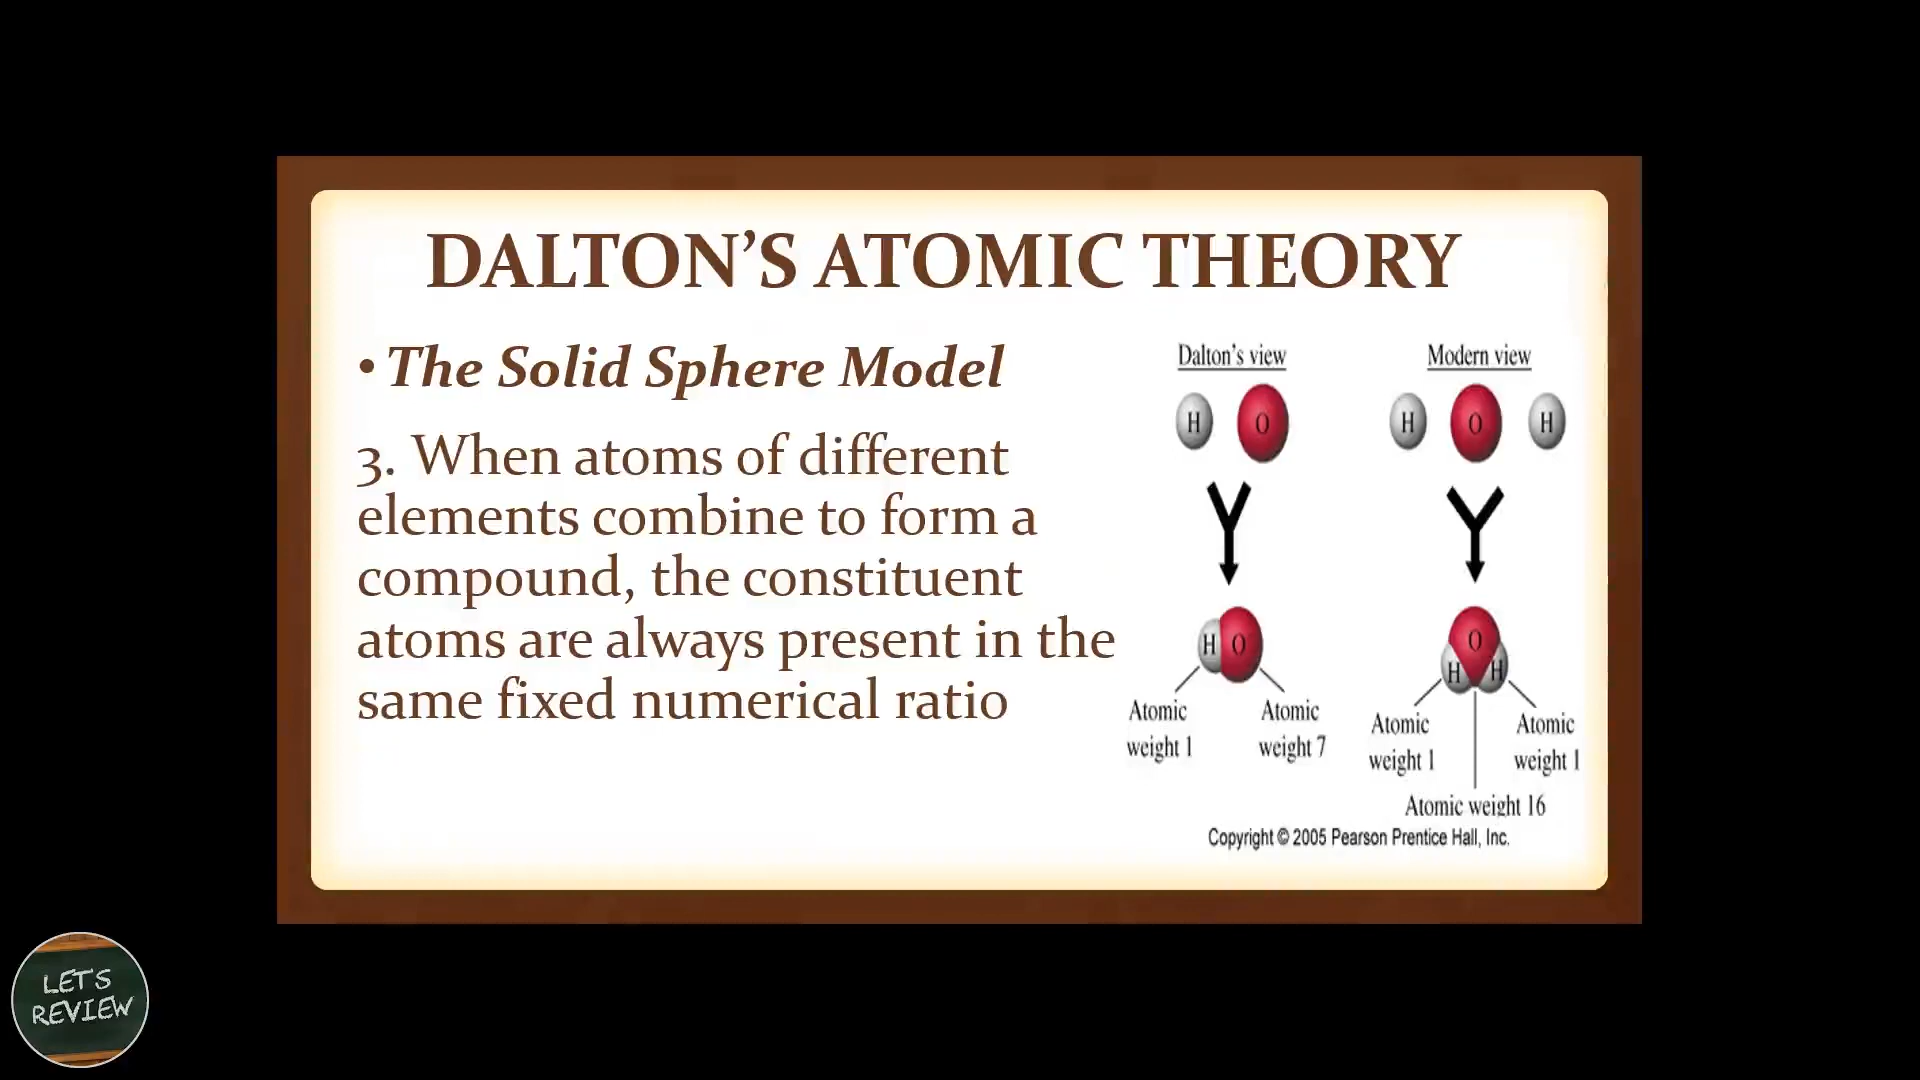 DALTON’S ATOMIC THEORY
• The Solid Sphere Model
3. When atoms of different
elements combine to form a
compound, the constituent
atoms are always present in the
same fixed numerical ratio
Dalton's view
H O
H O
Atomic
weight 1
Atomic
weight 7
Modern view
H O H
O
H H
Atomic
weight 1
Atomic
weight 1
Atomic weight 16
Copyright © 2005 Pearson Prentice Hall, Inc.
LET'S
REVIEW